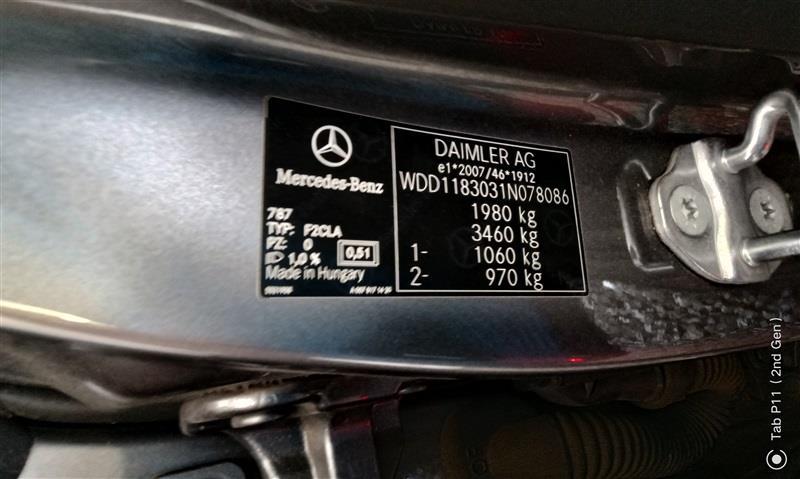 Mercedes-Benz
787
TYP: F2CLA
PZ: 0
1,0 %
0,51
Made in Hungary
DAIMLER AG
e1*2007/46*1912
WDD1183031N078086
1980 kg
3460 kg
1- 1060 kg
2- 970 kg
Tab P11 ( 2nd Gen )